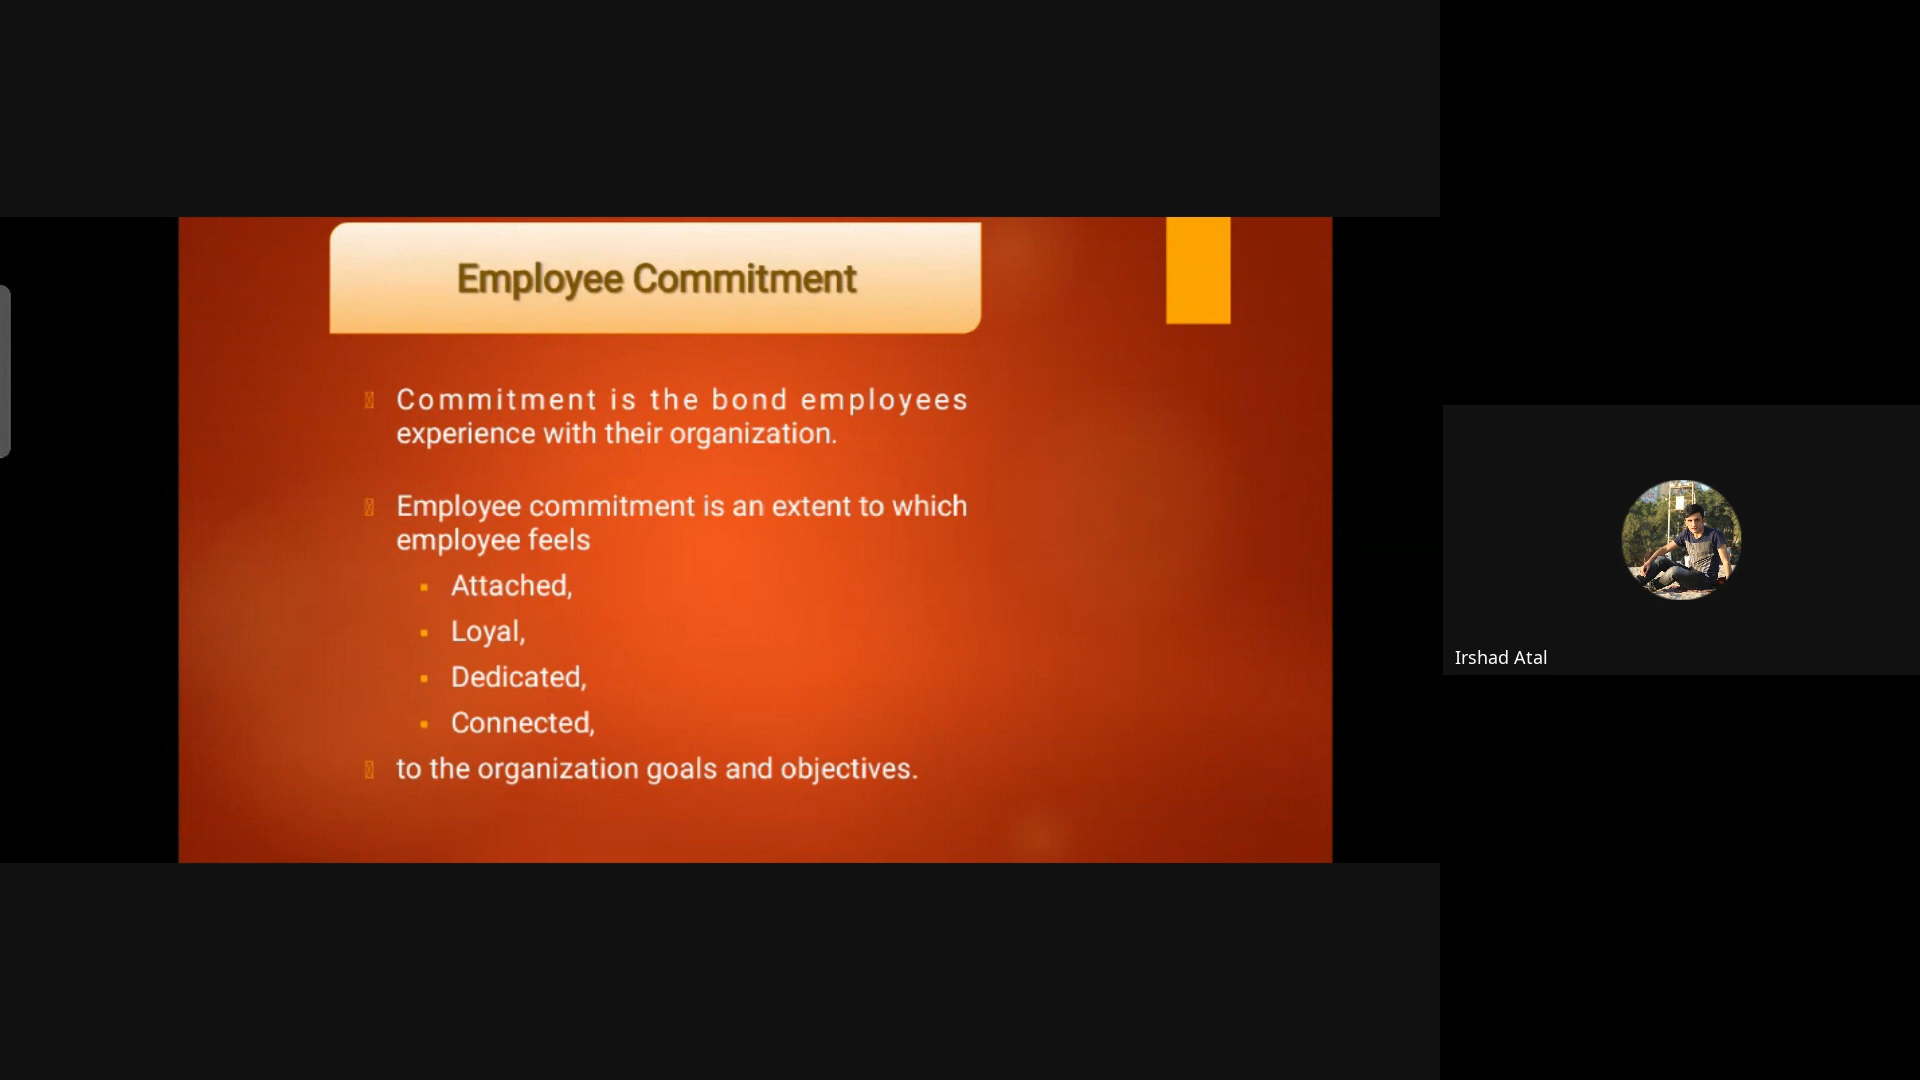 Employee Commitment
Commitment is the bond employees
experience with their organization.
Employee commitment is an extent to which
employee feels
Attached,
Loyal,
Dedicated,
Connected,
to the organization goals and objectives.
Irshad Atal